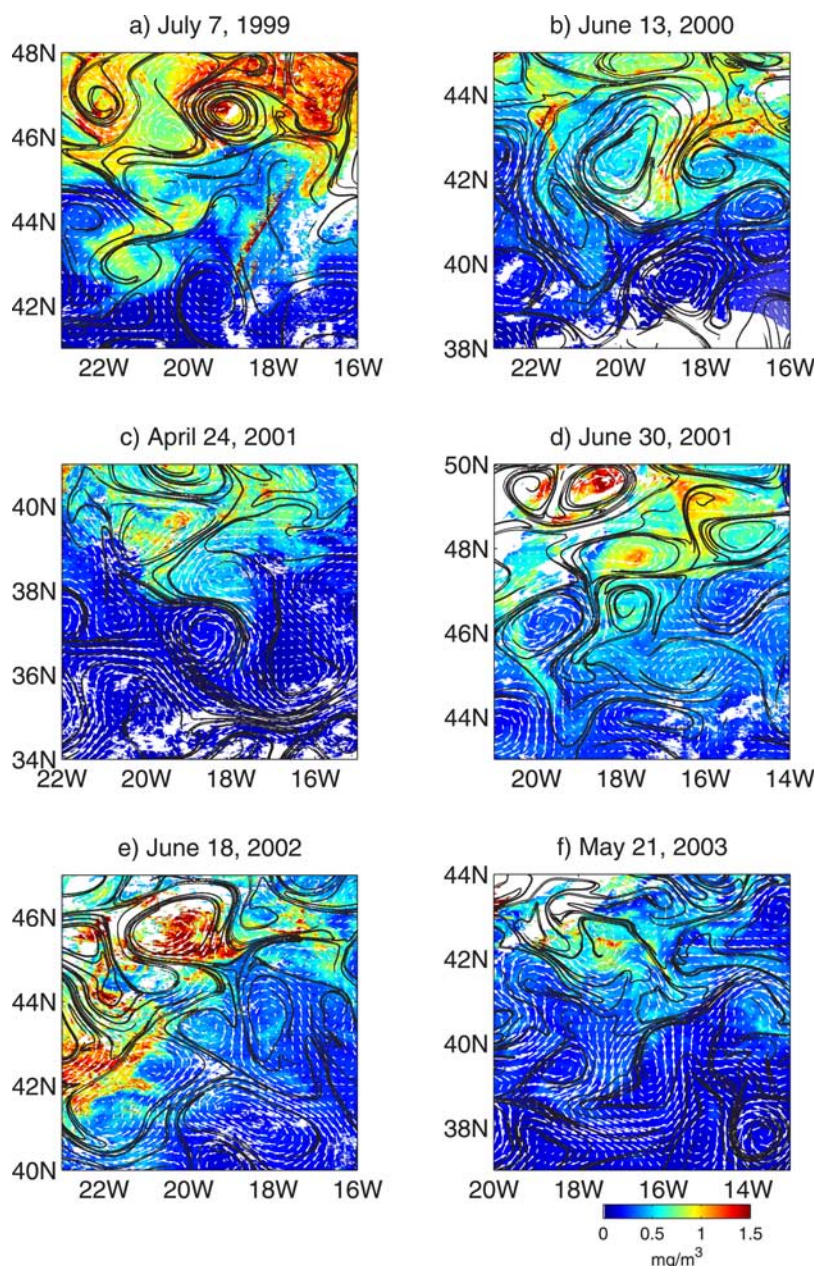 a) July 7, 1999
48N
46N
44N
42N
22W 20W 18W 16W
b) June 13, 2000
44N
42N
40N
38N
22W 20W 18W 16W
c) April 24, 2001
40N
38N
36N
34N
22W 20W 18W 16W
d) June 30, 2001
50N
48N
46N
44N
20W 18W 16W 14W
e) June 18, 2002
46N
44N
42N
40N
22W 20W 18W 16W
f) May 21, 2003
44N
42N
40N
38N
20W 18W 16W 14W
0 0.5 1 1.5
mg/m³